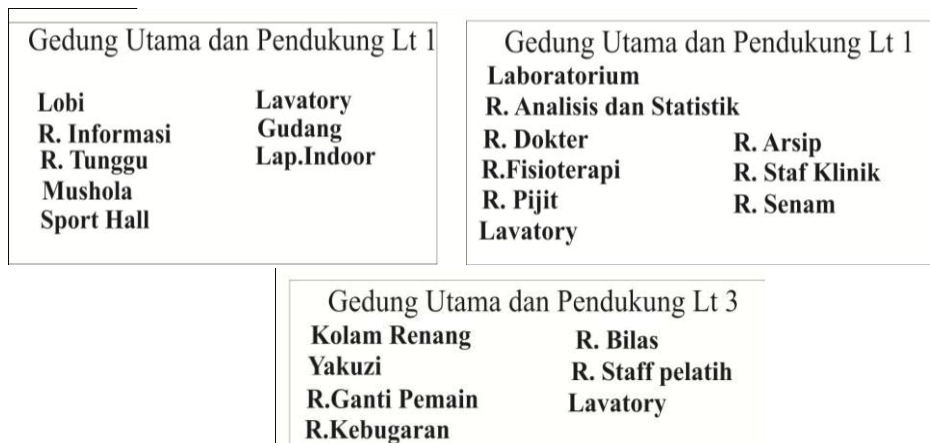 Gedung Utama dan Pendukung Lt 1
Lobi
R. Informasi
R. Tunggu
Mushola
Sport Hall
Lavatory
Gudang
Lap.Indoor
Gedung Utama dan Pendukung Lt 1
Laboratorium
R. Analisis dan Statistik
R. Dokter
R.Fisioterapi
R. Pijit
Lavatory
R. Arsip
R. Staf Klinik
R. Senam
Gedung Utama dan Pendukung Lt 3
Kolam Renang
Yakuzi
R.Ganti Pemain
R.Kebugaran
R. Bilas
R. Staff pelatih
Lavatory